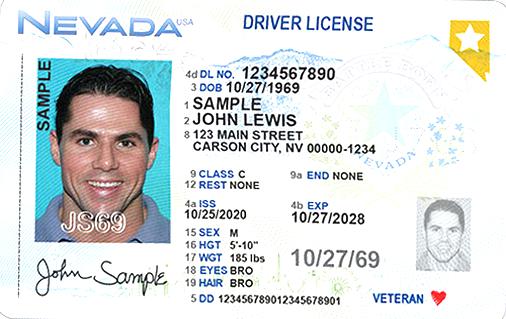 NEVADA USA
DRIVER LICENSE
SAMPLE
4d DL NO. 1234567890
3 DOB 10/27/1969
1 SAMPLE
2 JOHN LEWIS
8 123 MAIN STREET
CARSON CITY, NV 00000-1234
NEVADA
9 CLASS C 9a END NONE
12 REST NONE
4a ISS 4b EXP
10/25/2020 10/27/2028
15 SEX M
16 HGT 5'-10"
17 WGT 185 lbs 10/27/69
18 EYES BRO
19 HAIR BRO
5 DD 12345678901234578901
VETERAN
JS69
John Sample